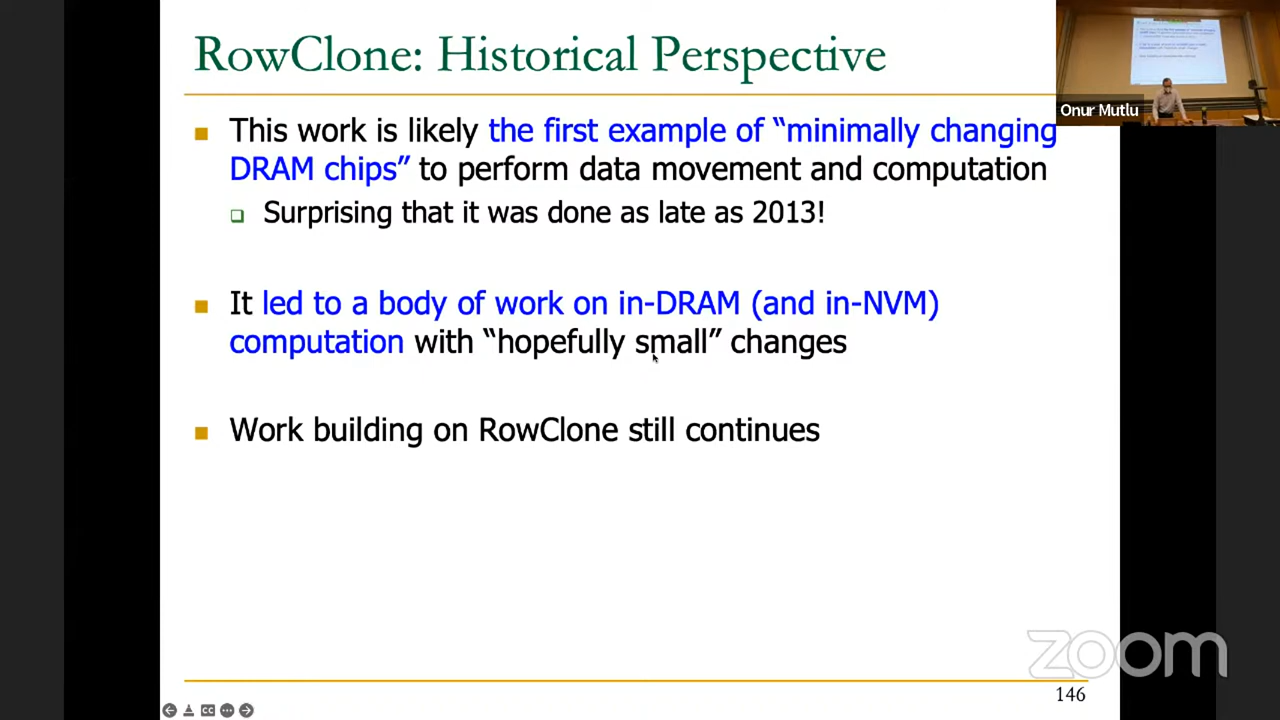 RowClone: Historical Perspective
Onur Mutlu
This work is likely the first example of “minimally changing
DRAM chips” to perform data movement and computation
Surprising that it was done as late as 2013!
It led to a body of work on in-DRAM (and in-NVM)
computation with “hopefully small” changes
Work building on RowClone still continues
zoom
146